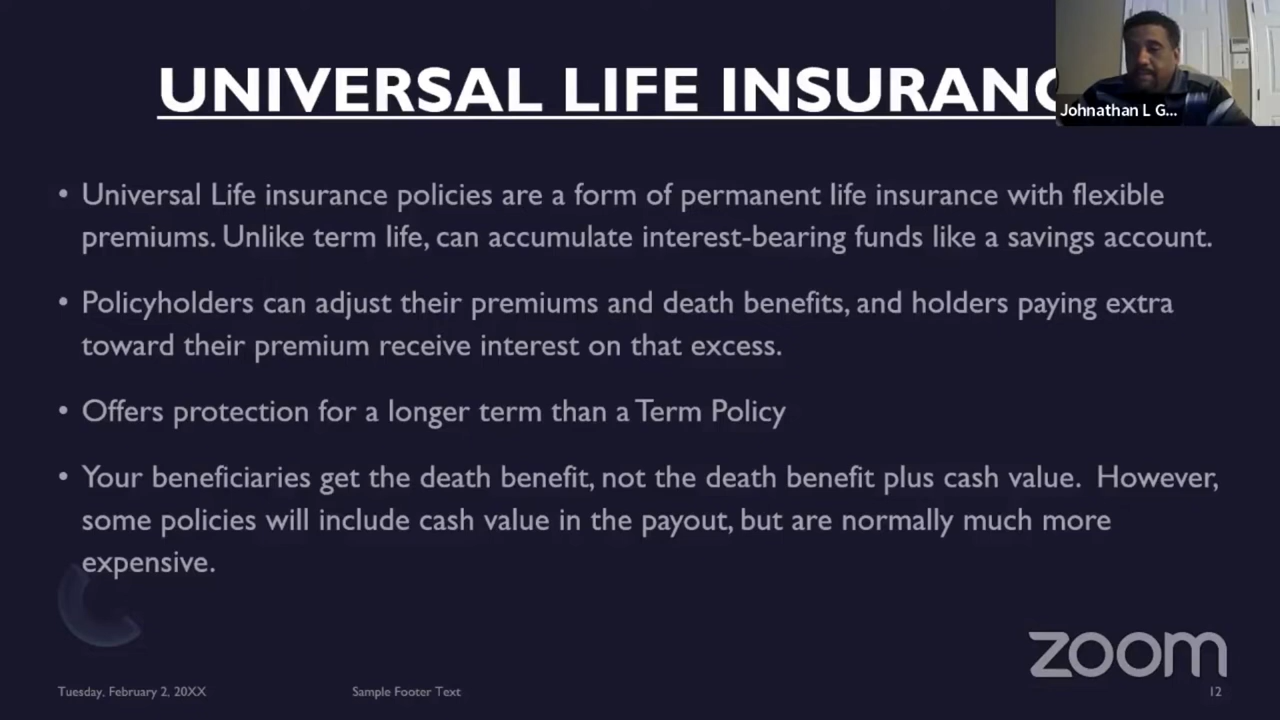 UNIVERSAL LIFE INSURANC
Johnathan L G...
• Universal Life insurance policies are a form of permanent life insurance with flexible
premiums. Unlike term life, can accumulate interest-bearing funds like a savings account.
• Policyholders can adjust their premiums and death benefits, and holders paying extra
toward their premium receive interest on that excess.
• Offers protection for a longer term than a Term Policy
• Your beneficiaries get the death benefit, not the death benefit plus cash value. However,
some policies will include cash value in the payout, but are normally much more
expensive.
zoom
Tuesday, February 2, 20XX
Sample Footer Text
12